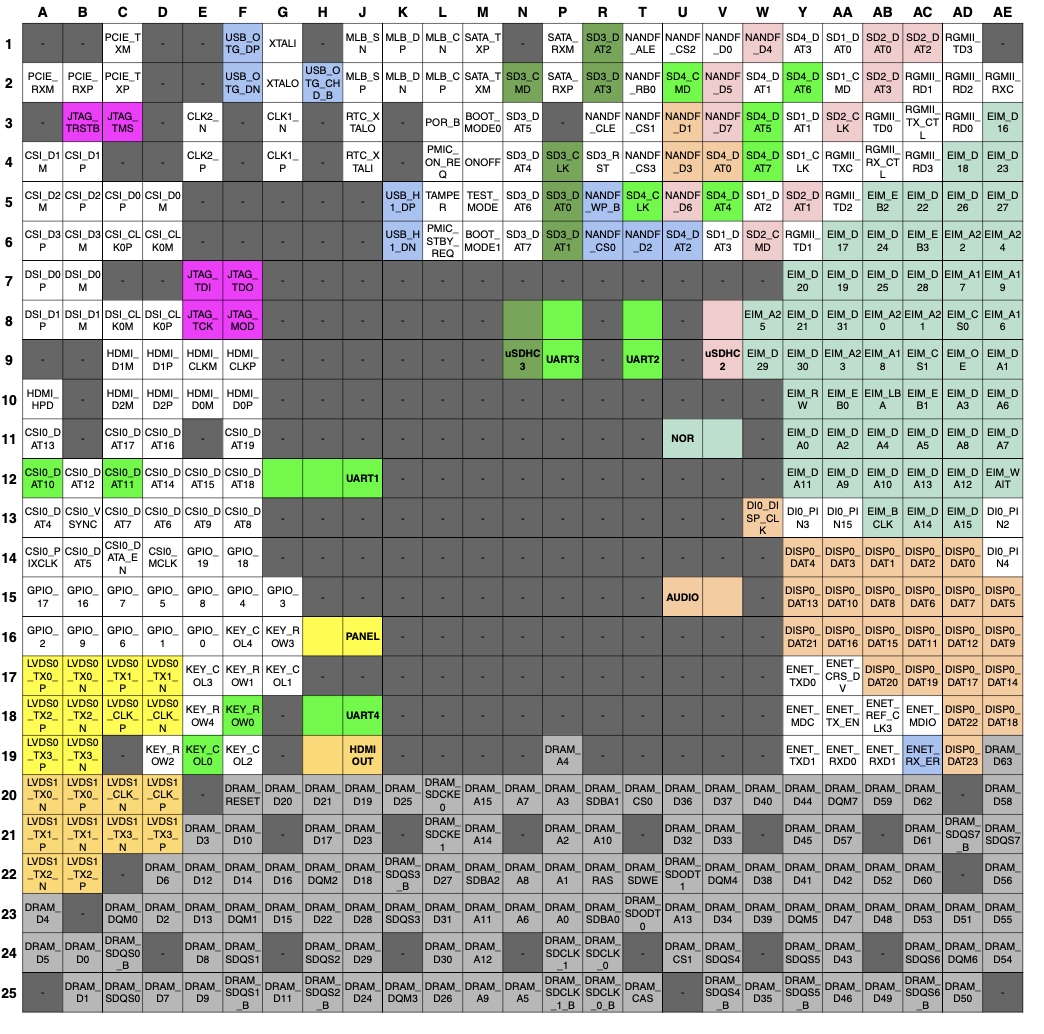 A B C D E F G H J K L M N P R T U V W Y AA AB AC AD AE
1 - - PCIE_TXM - - USB_OTG_DP XTALI - MLB_SN MLB_DP MLB_CN SATA_TXP - SATA_RXM SD3_DAT2 NANDF_ALE NANDF_CS2 NANDF_D0 NANDF_D4 SD4_DAT3 SD1_DAT0 SD2_DAT0 SD2_DAT2 RGMII_TD3 -
2 PCIE_RXM PCIE_RXP PCIE_TXP - - USB_OTG_DN XTALO USB_OTG_CHD_B MLB_SP MLB_DN MLB_CP SATA_TXM SD3_CMD SATA_RXP SD3_DAT3 NANDF_RB0 SD4_CMD NANDF_D5 SD4_DAT1 SD4_DAT6 SD1_CMD SD2_DAT3 RGMII_RD1 RGMII_RD2 RGMII_RXC
3 - JTAG_TRSTB JTAG_TMS - CLK2_N - CLK1_N - RTC_XTALO - POR_B BOOT_MODE0 SD3_DAT5 - NANDF_CLE NANDF_CS1 NANDF_D1 NANDF_D7 SD4_DAT5 SD1_DAT1 SD2_CLK RGMII_TD0 RGMII_TX_CTL RGMII_RD0 EIM_D16
4 CSI_D1M CSI_D1P - - CLK2_P - CLK1_P - RTC_XTALI - PMIC_ON_REQ ONOFF SD3_DAT4 SD3_CLK SD3_RST NANDF_CS3 NANDF_D3 SD4_DAT0 SD4_DAT7 SD1_CLK RGMII_TXC RGMII_RX_CTL RGMII_RD3 EIM_D18 EIM_D23
5 CSI_D2M CSI_D2P CSI_D0P CSI_D0M - - - - - USB_H1_DP TAMPER TEST_MODE SD3_DAT6 SD3_DAT0 NANDF_WP_B SD4_CLK NANDF_D6 SD4_DAT4 SD1_DAT2 SD2_DAT1 RGMII_TD2 EIM_EB2 EIM_D22 EIM_D26 EIM_D27
6 CSI_D3P CSI_D3M CSI_CLK0P CSI_CLK0M - - - - - USB_H1_DN PMIC_STBY_REQ BOOT_MODE1 SD3_DAT7 SD3_DAT1 NANDF_CS0 NANDF_D2 SD4_DAT2 SD1_DAT3 SD2_CMD RGMII_TD1 EIM_D17 EIM_D24 EIM_EB3 EIM_A22 EIM_A24
7 DSI_D0P DSI_D0M - - JTAG_TDI JTAG_TDO - - - - - - - - - - - - - EIM_D20 EIM_D19 EIM_D25 EIM_D28 EIM_A17 EIM_A19
8 DSI_D1P DSI_D1M DSI_CLK0M DSI_CLK0P JTAG_TCK JTAG_MOD - - - - - - - - EIM_A25 EIM_D21 EIM_D31 EIM_A20 EIM_A21 EIM_CS0 EIM_A16
9 - - HDMI_D1M HDMI_D1P HDMI_CLKM HDMI_CLKP - - - - - - uSDHC3 UART3 - UART2 - uSDHC2 EIM_D29 EIM_D30 EIM_A23 EIM_A18 EIM_CS1 EIM_OE EIM_DA1
10 HDMI_HPD - HDMI_D2M HDMI_D2P HDMI_D0M HDMI_D0P - - - - - - - - - - - - - EIM_RW EIM_EB0 EIM_LBA EIM_EB1 EIM_DA3 EIM_DA6
11 CSI0_DAT13 - CSI0_DAT17 CSI0_DAT16 - CSI0_DAT19 - - - - - - - - - - NOR - EIM_DA0 EIM_DA2 EIM_DA4 EIM_DA5 EIM_DA8 EIM_DA7
12 CSI0_DAT10 CSI0_DAT12 CSI0_DAT11 CSI0_DAT14 CSI0_DAT15 CSI0_DAT18 UART1 - - - - - - - - - - EIM_DA11 EIM_DA9 EIM_DA10 EIM_DA13 EIM_DA12 EIM_WAIT
13 CSI0_DAT4 CSI0_VSYNC CSI0_DAT7 CSI0_DAT6 CSI0_DAT9 CSI0_DAT8 - - - - - - - - - - - - DI0_DISP_CLK DI0_PIN3 DI0_PIN15 EIM_BCLK EIM_DA14 EIM_DA15 DI0_PIN2
14 CSI0_PIXCLK CSI0_DAT5 CSI0_DATA_EN CSI0_MCLK GPIO_19 GPIO_18 - - - - - - - - - - - - - DISP0_DAT4 DISP0_DAT3 DISP0_DAT1 DISP0_DAT2 DISP0_DAT0 DI0_PIN4
15 GPIO_17 GPIO_16 GPIO_7 GPIO_5 GPIO_8 GPIO_4 GPIO_3 - - - - - - - - - AUDIO - DISP0_DAT13 DISP0_DAT10 DISP0_DAT8 DISP0_DAT6 DISP0_DAT7 DISP0_DAT5
16 GPIO_2 GPIO_9 GPIO_6 GPIO_1 GPIO_0 KEY_COL4 KEY_ROW3 PANEL - - - - - - - - - - DISP0_DAT21 DISP0_DAT16 DISP0_DAT15 DISP0_DAT11 DISP0_DAT12 DISP0_DAT9
17 LVDS0_TX0_P LVDS0_TX0_N LVDS0_TX1_P LVDS0_TX1_N KEY_COL3 KEY_ROW1 KEY_COL1 - - - - - - - - - - - - ENET_TXD0 ENET_CRS_DV DISP0_DAT20 DISP0_DAT19 DISP0_DAT17 DISP0_DAT14
18 LVDS0_TX2_P LVDS0_TX2_N LVDS0_CLK_P LVDS0_CLK_N KEY_ROW4 KEY_ROW0 - UART4 - - - - - - - - - - ENET_MDC ENET_TX_EN ENET_REF_CLK3 ENET_MDIO DISP0_DAT22 DISP0_DAT18
19 LVDS0_TX3_P LVDS0_TX3_N - KEY_ROW2 KEY_COL0 KEY_COL2 - HDMI OUT - - - - DRAM_A4 - - - - - ENET_TXD1 ENET_RXD0 ENET_RXD1 ENET_RX_ER DISP0_DAT23 DRAM_D63
20 LVDS1_TX0_N LVDS1_TX0_P LVDS1_CLK_N LVDS1_CLK_P - DRAM_RESET DRAM_D20 DRAM_D21 DRAM_D19 DRAM_D25 DRAM_SDCKE0 DRAM_A15 DRAM_A7 DRAM_A3 DRAM_SDBA1 DRAM_CS0 DRAM_D36 DRAM_D37 DRAM_D40 DRAM_D44 DRAM_DQM7 DRAM_D59 DRAM_D62 - DRAM_D58
21 LVDS1_TX1_P LVDS1_TX1_N LVDS1_TX3_N LVDS1_TX3_P DRAM_D3 DRAM_D10 - DRAM_D17 DRAM_D23 - DRAM_SDCKE1 DRAM_A14 - DRAM_A2 DRAM_A10 - DRAM_D32 DRAM_D33 - DRAM_D45 DRAM_D57 - DRAM_D61 DRAM_SDQS7_B DRAM_SDQS7
22 LVDS1_TX2_N LVDS1_TX2_P - DRAM_D6 DRAM_D12 DRAM_D14 DRAM_D16 DRAM_DQM2 DRAM_D18 DRAM_SDQS3_B DRAM_D27 DRAM_SDBA2 DRAM_A8 DRAM_A1 DRAM_RAS DRAM_SDWE DRAM_SDODT1 DRAM_DQM4 DRAM_D38 DRAM_D41 DRAM_D42 DRAM_D52 DRAM_D60 - DRAM_D56
23 DRAM_D4 - DRAM_DQM0 DRAM_D2 DRAM_D13 DRAM_DQM1 DRAM_D15 DRAM_D22 DRAM_D28 DRAM_SDQS3 DRAM_D31 DRAM_A11 DRAM_A6 DRAM_A0 DRAM_SDBA0 DRAM_SDODT0 DRAM_A13 DRAM_D34 DRAM_D39 DRAM_DQM5 DRAM_D47 DRAM_D48 DRAM_D53 DRAM_D51 DRAM_D55
24 DRAM_D5 DRAM_D0 DRAM_SDQS0_B - DRAM_D8 DRAM_SDQS1 - DRAM_SDQS2 DRAM_D29 - DRAM_D30 DRAM_A12 - DRAM_SDCLK_1 DRAM_SDCLK_0 - DRAM_CS1 DRAM_SDQS4 - DRAM_SDQS5 DRAM_D43 - DRAM_SDQS6 DRAM_DQM6 DRAM_D54
25 - DRAM_D1 DRAM_SDQS0 DRAM_D7 DRAM_D9 DRAM_SDQS1_B DRAM_D11 DRAM_SDQS2_B DRAM_D24 DRAM_DQM3 DRAM_D26 DRAM_A9 DRAM_A5 DRAM_SDCLK_1_B DRAM_SDCLK_0_B DRAM_CAS - DRAM_SDQS4_B DRAM_D35 DRAM_SDQS5_B DRAM_D46 DRAM_D49 DRAM_SDQS6_B DRAM_D50 -